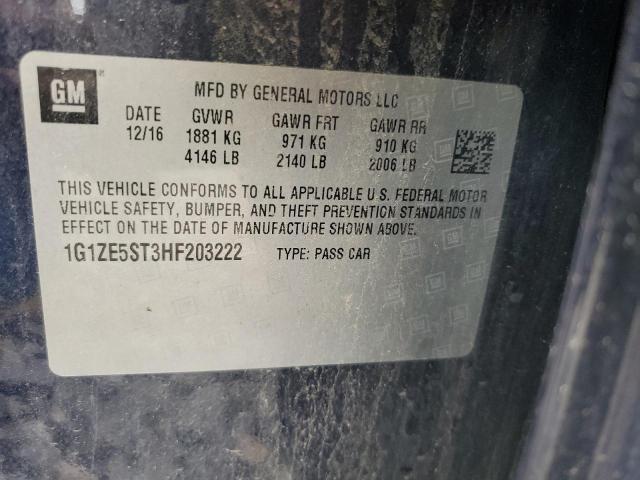 GM
MFD BY GENERAL MOTORS LLC
DATE GVWR GAWR FRT GAWR RR
12/16 1881 KG 971 KG 910 KG
4146 LB 2140 LB 2006 LB
THIS VEHICLE CONFORMS TO ALL APPLICABLE U.S. FEDERAL MOTOR
VEHICLE SAFETY, BUMPER, AND THEFT PREVENTION STANDARDS IN
EFFECT ON THE DATE OF MANUFACTURE SHOWN ABOVE.
1G1ZE5ST3HF203222 TYPE: PASS CAR